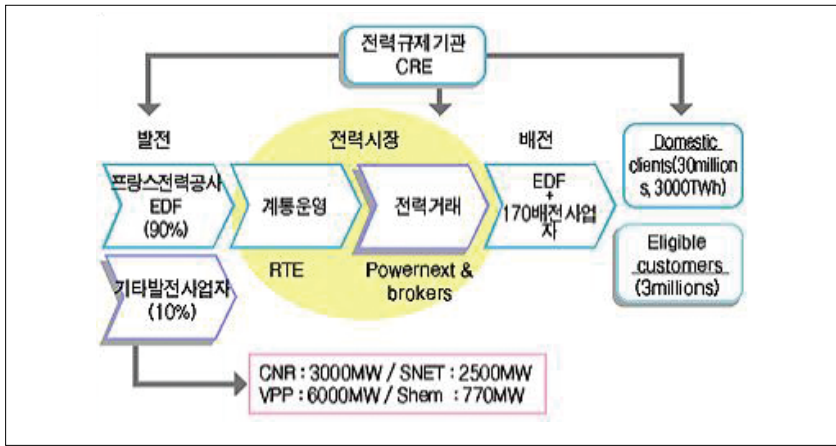 전력규제기관
CRE
발전
전력시장
배전
프랑스전력공사
EDF
(90%)
계통운영
전력거래
EDF
+
170배전사업
자
Domestic
clients(30million
s, 3000TWh)
RTE
Powernext &
brokers
Eligible
customers
(3millions)
기타발전사업자
(10%)
CNR : 3000MW / SNET : 2500MW
VPP : 6000MW / Shem : 770MW